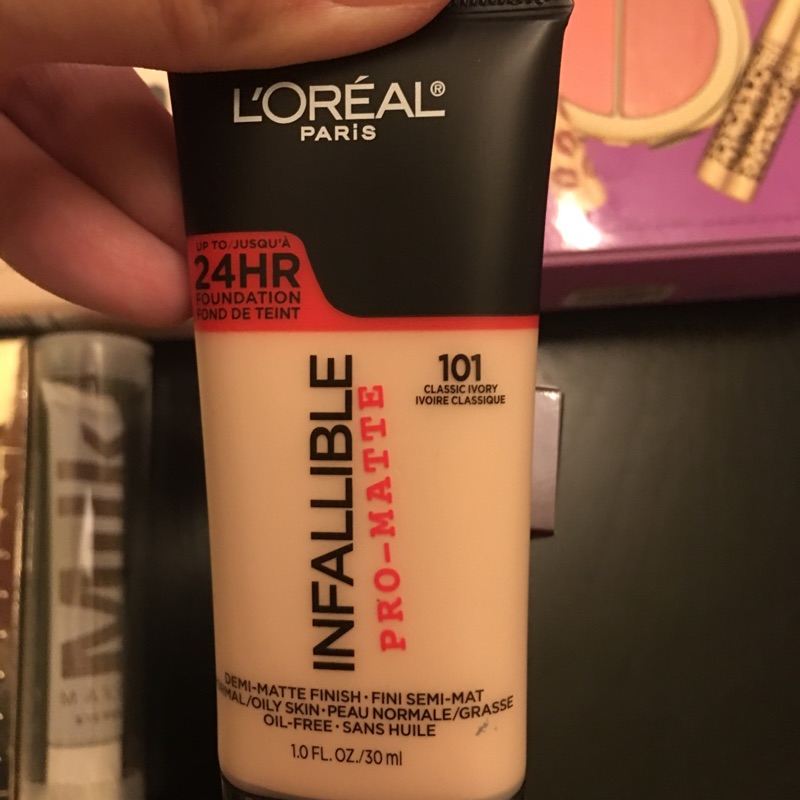 L'ORÉAL®
PARiS
UP TO/JUSQU'À
24HR
FOUNDATION
FOND DE TEINT
101
CLASSIC IVORY
IVOIRE CLASSIQUE
INFALLIBLE
PRO-MATTE
DEMI-MATTE FINISH · FINI SEMI-MAT
/OILY SKIN · PEAU NORMALE/GRASSE
OIL-FREE · SANS HUILE
1.0 FL. OZ./30 ml
Milk